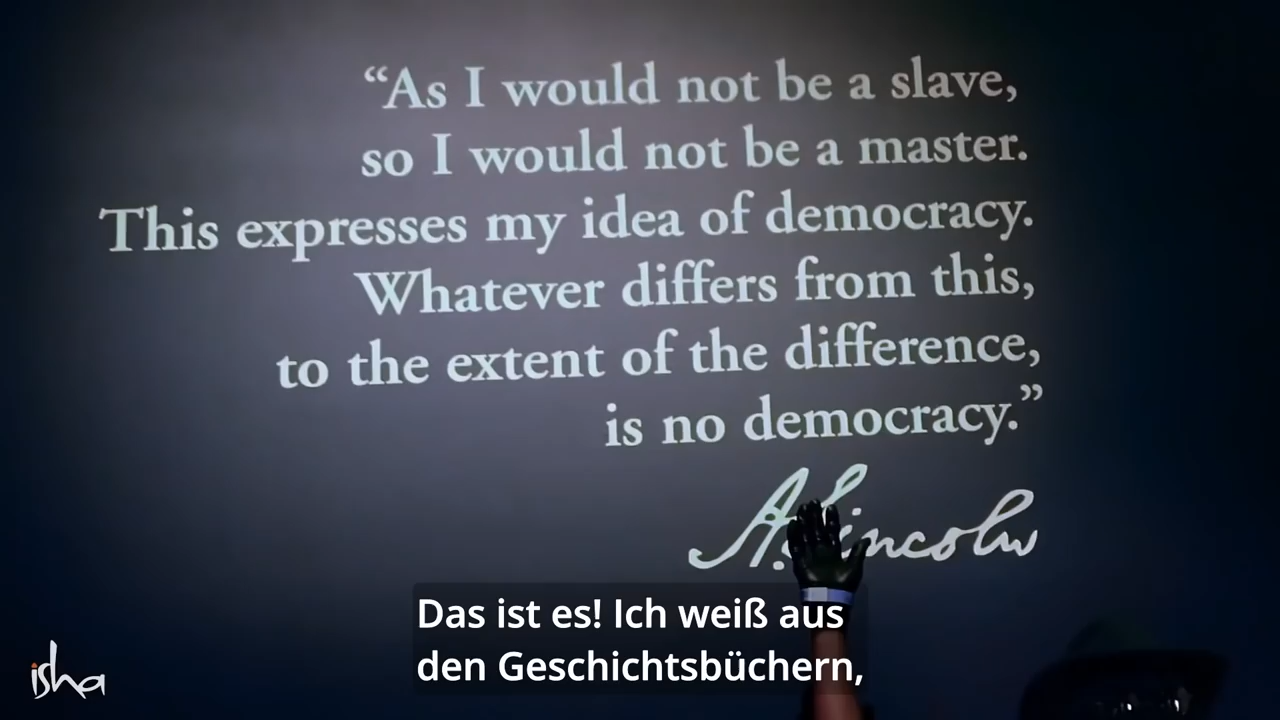 “As I would not be a slave,
so I would not be a master.
This expresses my idea of democracy.
Whatever differs from this,
to the extent of the difference,
is no democracy.”
A. Lincoln
Das ist es! Ich weiß aus
den Geschichtsbüchern,
isha